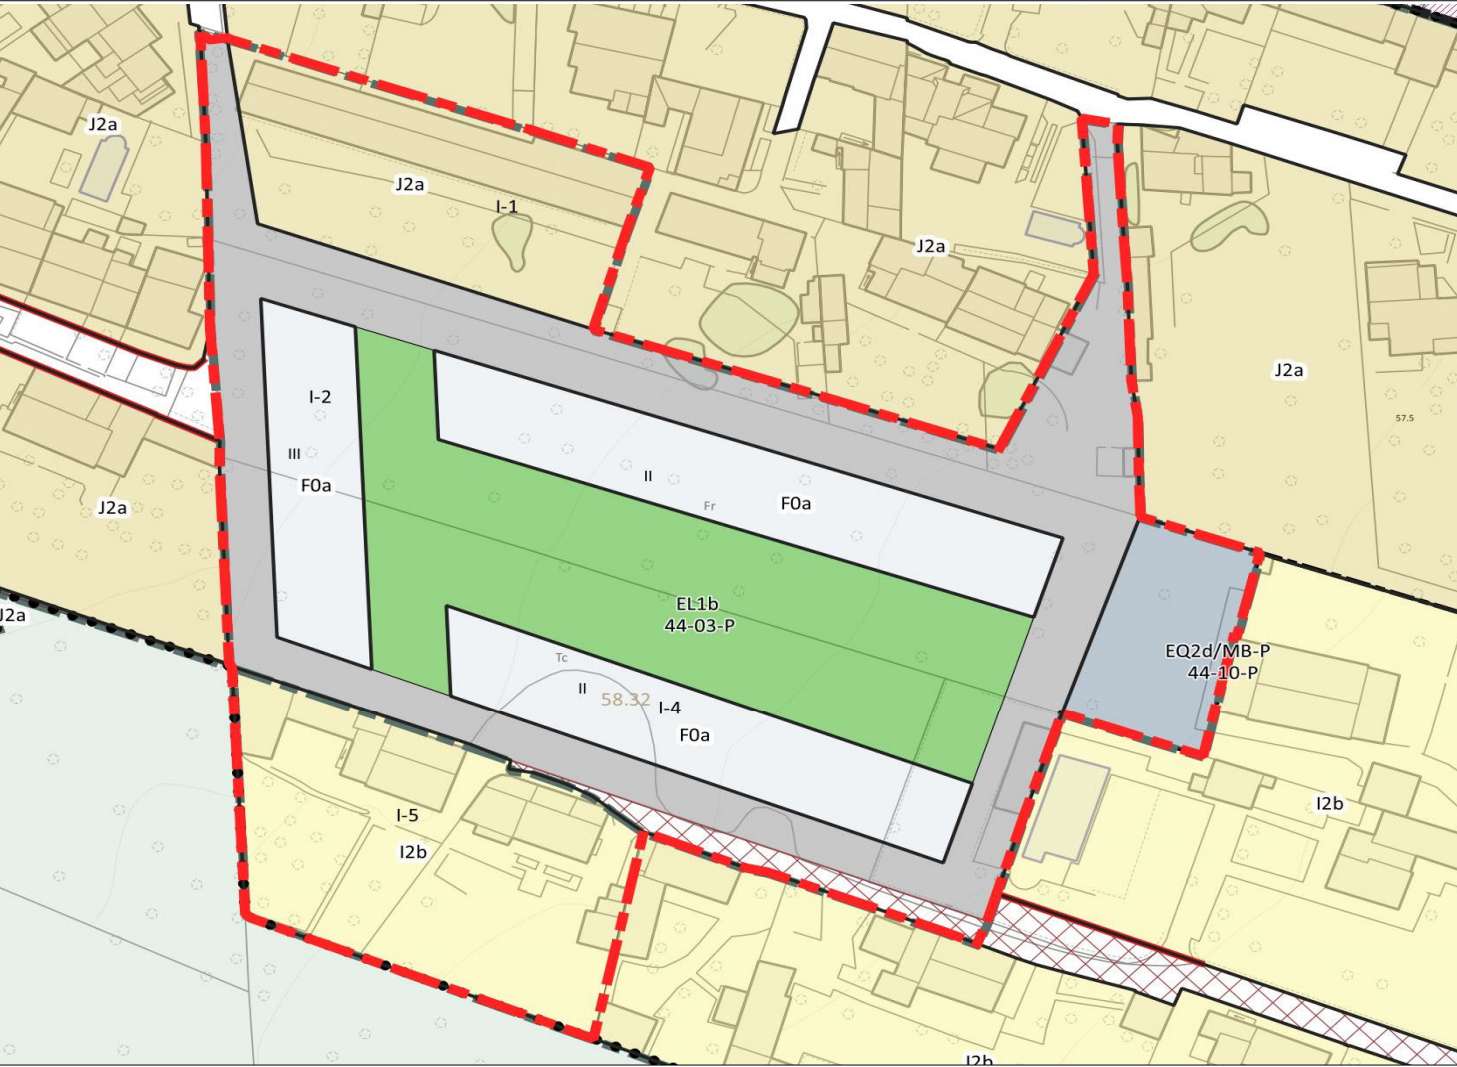 J2a
J2a
I-1
J2a
J2a
57.5
I-2
III
F0a
II
Fr
F0a
J2a
EL1b
44-03-P
J2a
EQ2d/MB-P
44-10-P
Tc
II
58.32
I-4
F0a
I-5
I2b
I2b
I2b